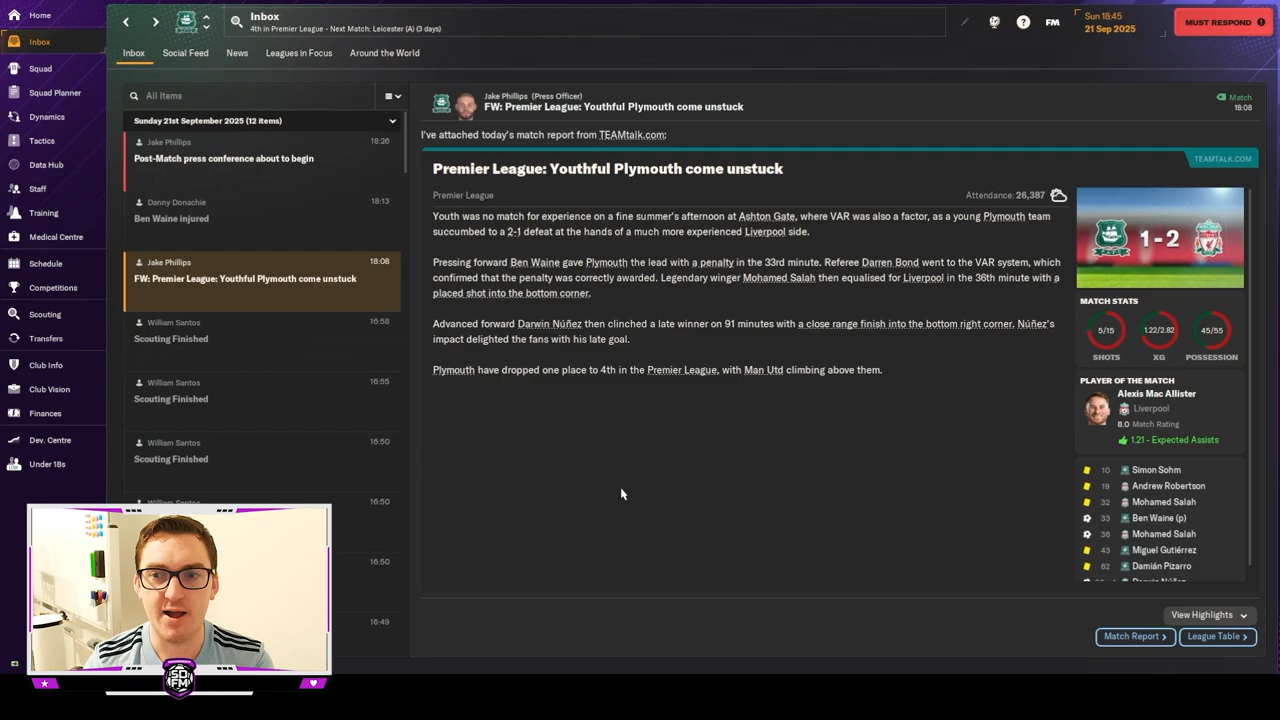 Home
Inbox
Squad
Squad Planner
Dynamics
Tactics
Data Hub
Staff
Training
Medical Centre
Schedule
Competitions
Scouting
Transfers
Club Info
Club Vision
Finances
Dev. Centre
Under 18s
Inbox
4th in Premier League - Next Match: Leicester (A) (3 days)
FM
Sun 18:45
21 Sep 2025
MUST RESPOND
Inbox
Social Feed
News
Leagues in Focus
Around the World
All Items
Sunday 21st September 2025 (12 items)
Jake Phillips 18:26
Post-Match press conference about to begin
Danny Donachie 18:13
Ben Waine injured
Jake Phillips 18:08
FW: Premier League: Youthful Plymouth come unstuck
William Santos 16:58
Scouting Finished
William Santos 16:55
Scouting Finished
William Santos 16:50
Scouting Finished
William Santos 16:50
16:50
16:49
SDFM
Jake Phillips (Press Officer)
FW: Premier League: Youthful Plymouth come unstuck
Match
18:08
I've attached today's match report from TEAMtalk.com:
TEAMTALK.COM
Premier League: Youthful Plymouth come unstuck
Premier League
Attendance: 26,387
Youth was no match for experience on a fine summer's afternoon at Ashton Gate, where VAR was also a factor, as a young Plymouth team
succumbed to a 2-1 defeat at the hands of a much more experienced Liverpool side.
Pressing forward Ben Waine gave Plymouth the lead with a penalty in the 33rd minute. Referee Darren Bond went to the VAR system, which
confirmed that the penalty was correctly awarded. Legendary winger Mohamed Salah then equalised for Liverpool in the 36th minute with a
placed shot into the bottom corner.
Advanced forward Darwin Núñez then clinched a late winner on 91 minutes with a close range finish into the bottom right corner. Núñez's
impact delighted the fans with his late goal.
Plymouth have dropped one place to 4th in the Premier League, with Man Utd climbing above them.
1 - 2
MATCH STATS
5/15
1.22/2.82
45/55
SHOTS
XG
POSSESSION
PLAYER OF THE MATCH
Alexis Mac Allister
Liverpool
8.0 Match Rating
1.21 - Expected Assists
10 Simon Sohm
19 Andrew Robertson
32 Mohamed Salah
33 Ben Waine (p)
36 Mohamed Salah
43 Miguel Gutiérrez
62 Damián Pizarro
Darwin Núñez
View Highlights
Match Report
League Table